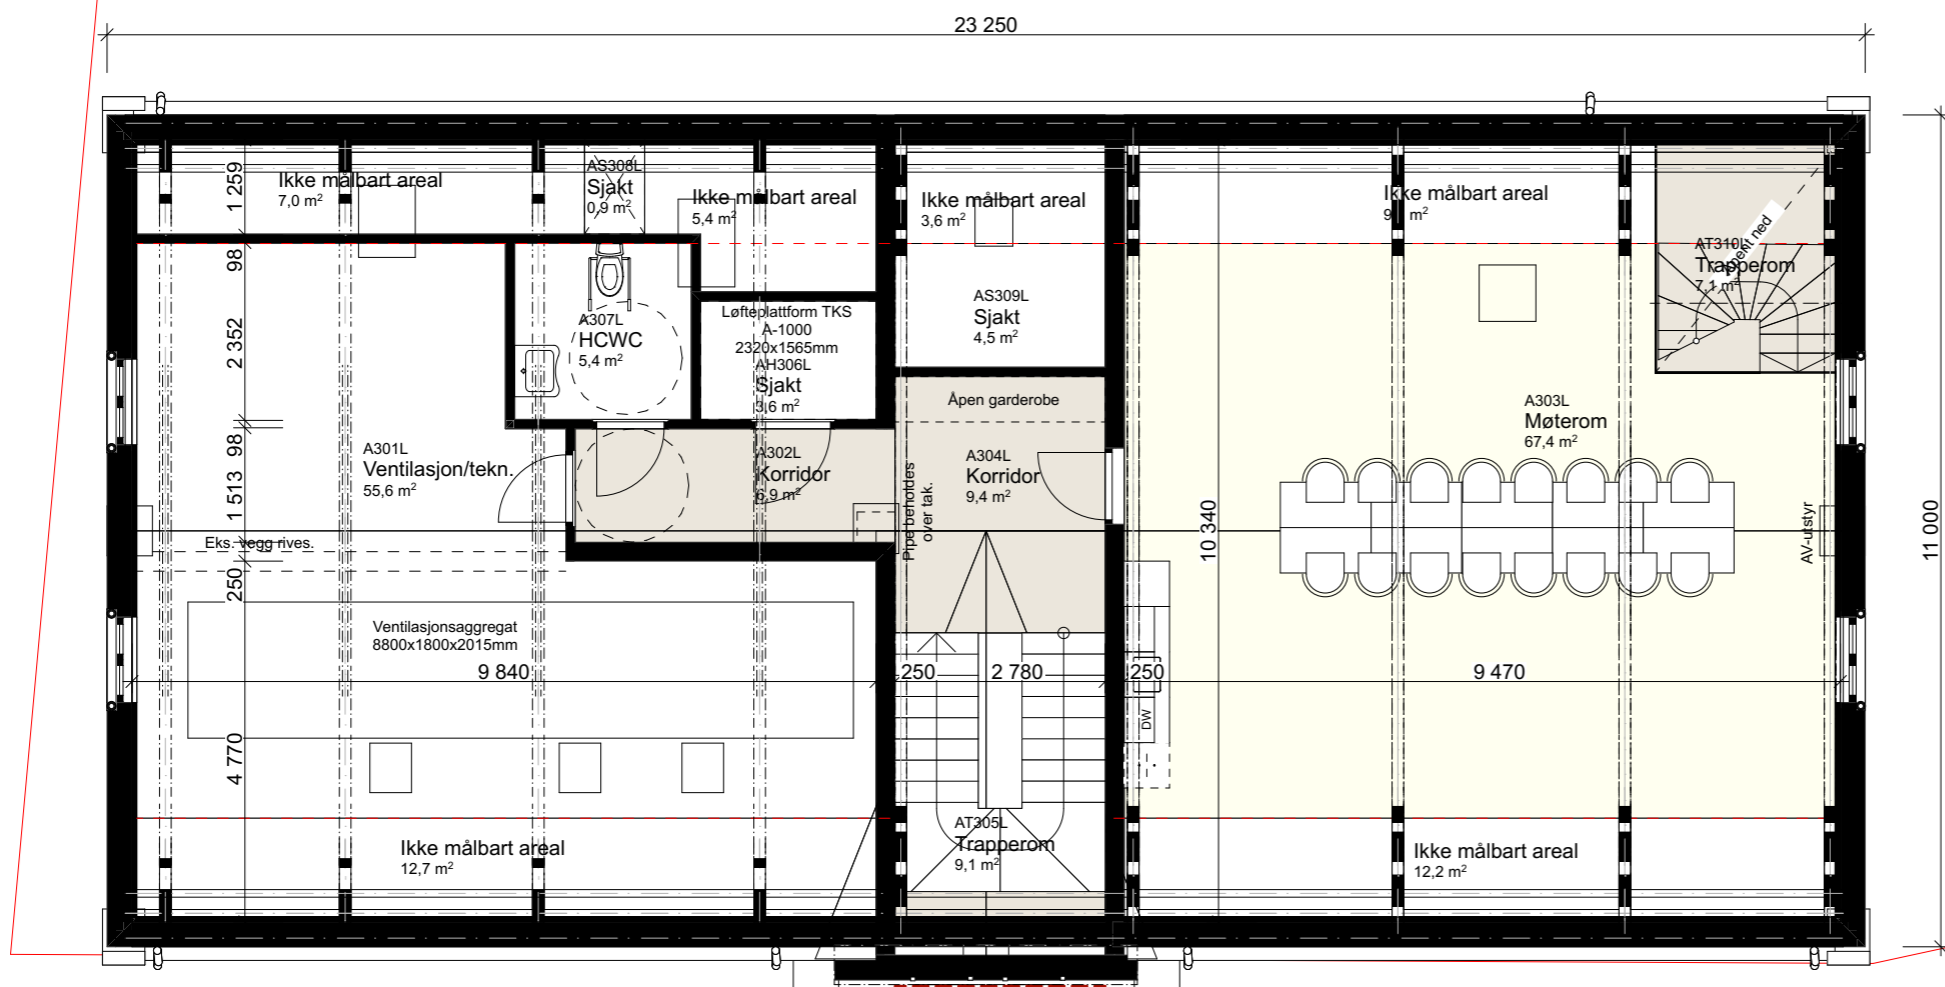 23 250
11 000
1 259
98
2 352
98
1 513
250
4 770
Ikke målbart areal
7,0 m²
AS308L
Sjakt
0,9 m²
Ikke målbart areal
5,4 m²
Ikke målbart areal
3,6 m²
Ikke målbart areal
m²
AT310L
Trapperom
7,1 m²
ned
A307L
HCWC
5,4 m²
Løfteplattform TKS
A-1000
2320x1565mm
AH306L
Sjakt
3,6 m²
AS309L
Sjakt
4,5 m²
Åpen garderobe
A301L
Ventilasjon/tekn.
55,6 m²
A302L
Korridor
6,9 m²
A304L
Korridor
9,4 m²
Pipe beholdes
over tak.
A303L
Møterom
67,4 m²
10 340
AV-utstyr
Eks. vegg rives.
Ventilasjonsaggregat
8800x1800x2015mm
9 840
250
2 780
250
9 470
DW
AT305L
Trapperom
9,1 m²
Ikke målbart areal
12,7 m²
Ikke målbart areal
12,2 m²